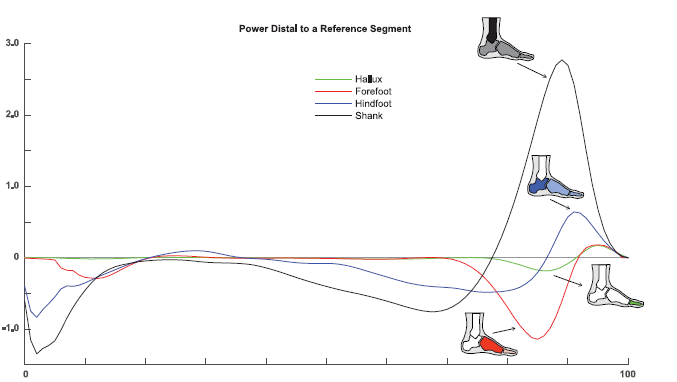 Power Distal to a Reference Segment
3.0
Hallux
Forefoot
Hindfoot
Shank
2.0
1.0
0
-1.0
0
100